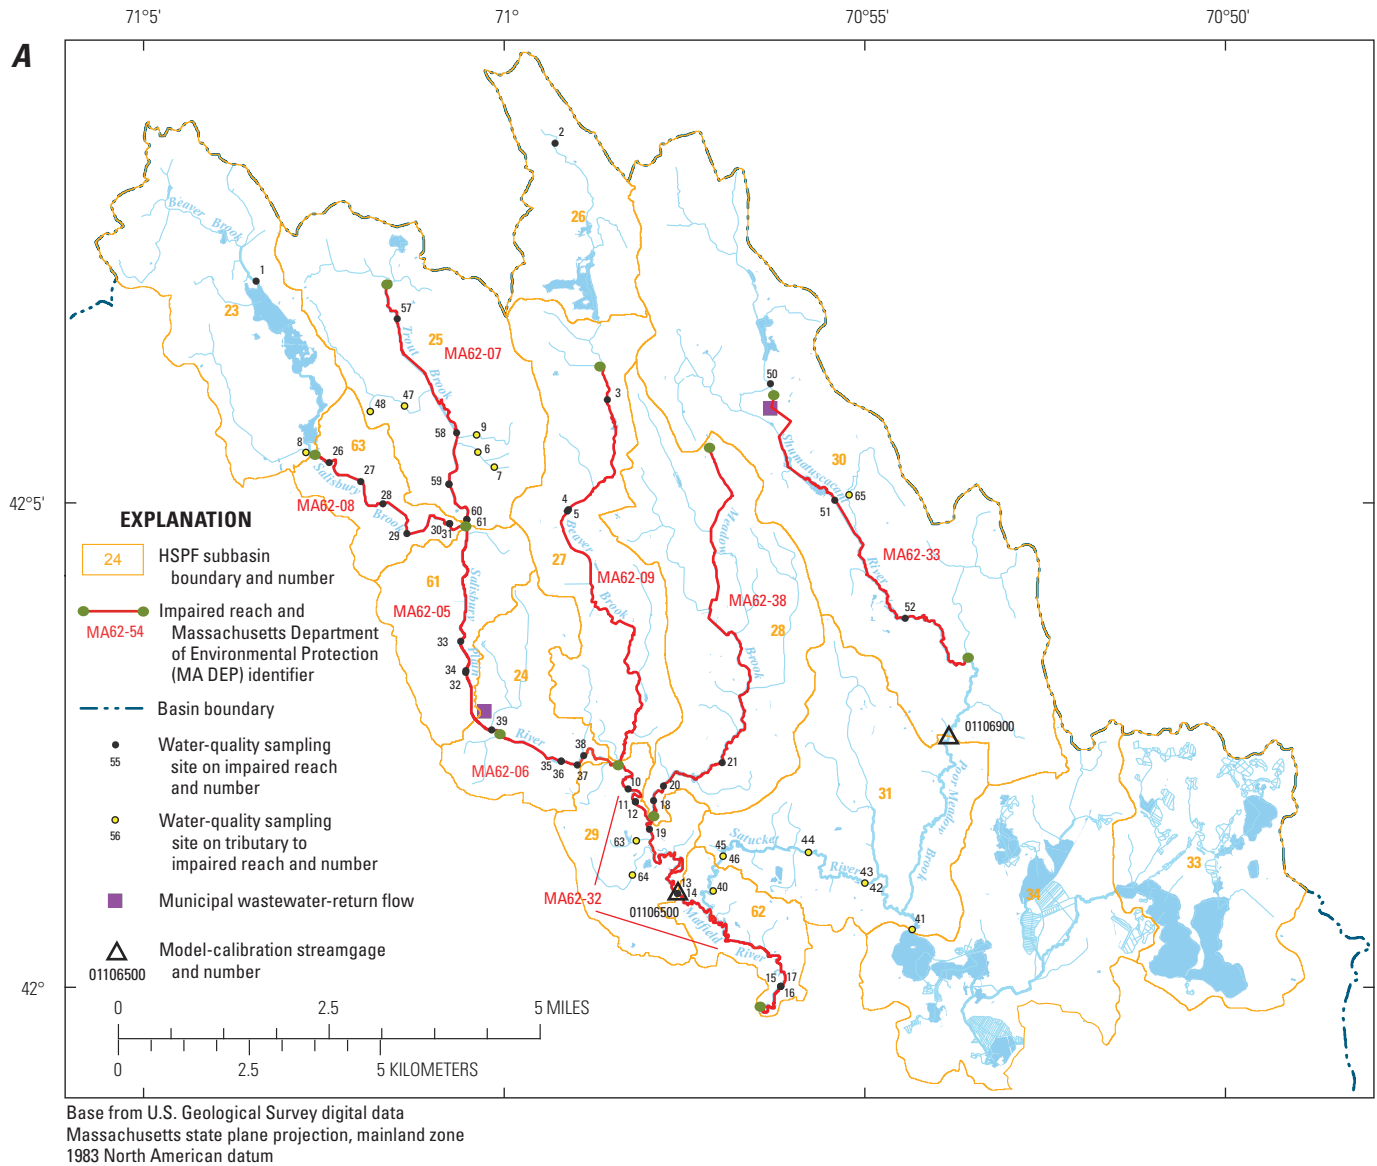 71°5'
71°
70°55'
70°50'
A
2
26
Beaver
Brook
1
23
57
Trout
25
MA62-07
Brook
50
48
47
3
58
9
6
7
8
26
63
27
Salisbury
59
28
MA62-08
Brook
29
30
31
60
61
4
5
Beaver
Meadow
Shumatuscacant
30
65
51
42°5'
EXPLANATION
24
HSPF subbasin
boundary and number
Impaired reach and
MA62-54
Massachusetts Department
of Environmental Protection
(MA DEP) identifier
Basin boundary
55
Water-quality sampling
site on impaired reach
and number
56
Water-quality sampling
site on tributary to
impaired reach and number
Municipal wastewater-return flow
01106500
Model-calibration streamgage
and number
27
MA62-33
River
61
Salisbury
MA62-09
MA62-05
Brook
MA62-38
52
28
33
Plain
24
34
32
Brook
39
River
38
01106900
MA62-06
35
36
37
21
10
20
11
12
18
31
Poor Meadow
Brook
29
19
63
Satucket
44
45
46
River
43
42
33
64
13
14
40
MA62-32
01106500
62
34
41
Matfield
River
15
17
16
42°
0
2.5
5 MILES
0
2.5
5 KILOMETERS
Base from U.S. Geological Survey digital data
Massachusetts state plane projection, mainland zone
1983 North American datum